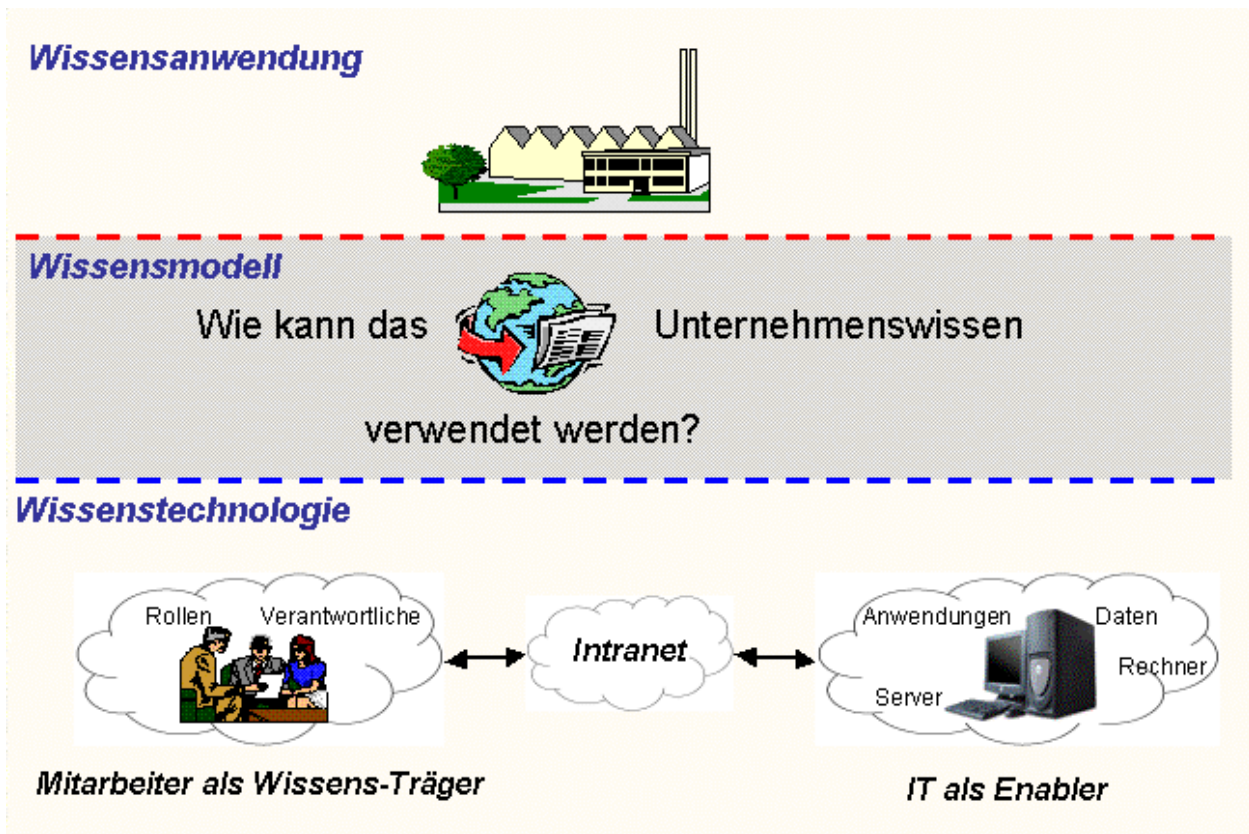 Wissensanwendung
Wissensmodell
Wie kann das Unternehmenswissen
verwendet werden?
Wissenstechnologie
Rollen Verantwortliche
Intranet
Anwendungen Daten
Rechner
Server
Mitarbeiter als Wissens-Träger
IT als Enabler